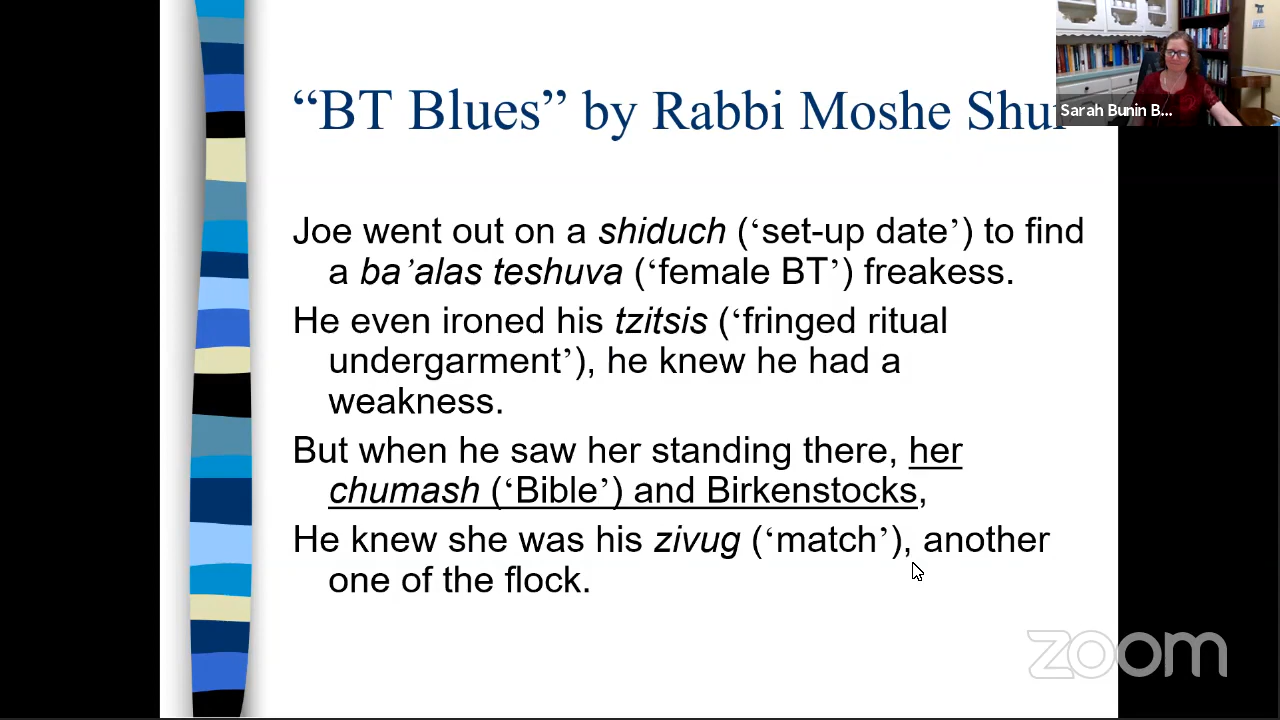 “BT Blues” by Rabbi Moshe Shur
Sarah Bunin B...
Joe went out on a shiduch (‘set-up date’) to find
a ba’alas teshuva (‘female BT’) freakess.
He even ironed his tzitsis (‘fringed ritual
undergarment’), he knew he had a
weakness.
But when he saw her standing there, her
chumash (‘Bible’) and Birkenstocks,
He knew she was his zivug (‘match’), another
one of the flock.
zoom